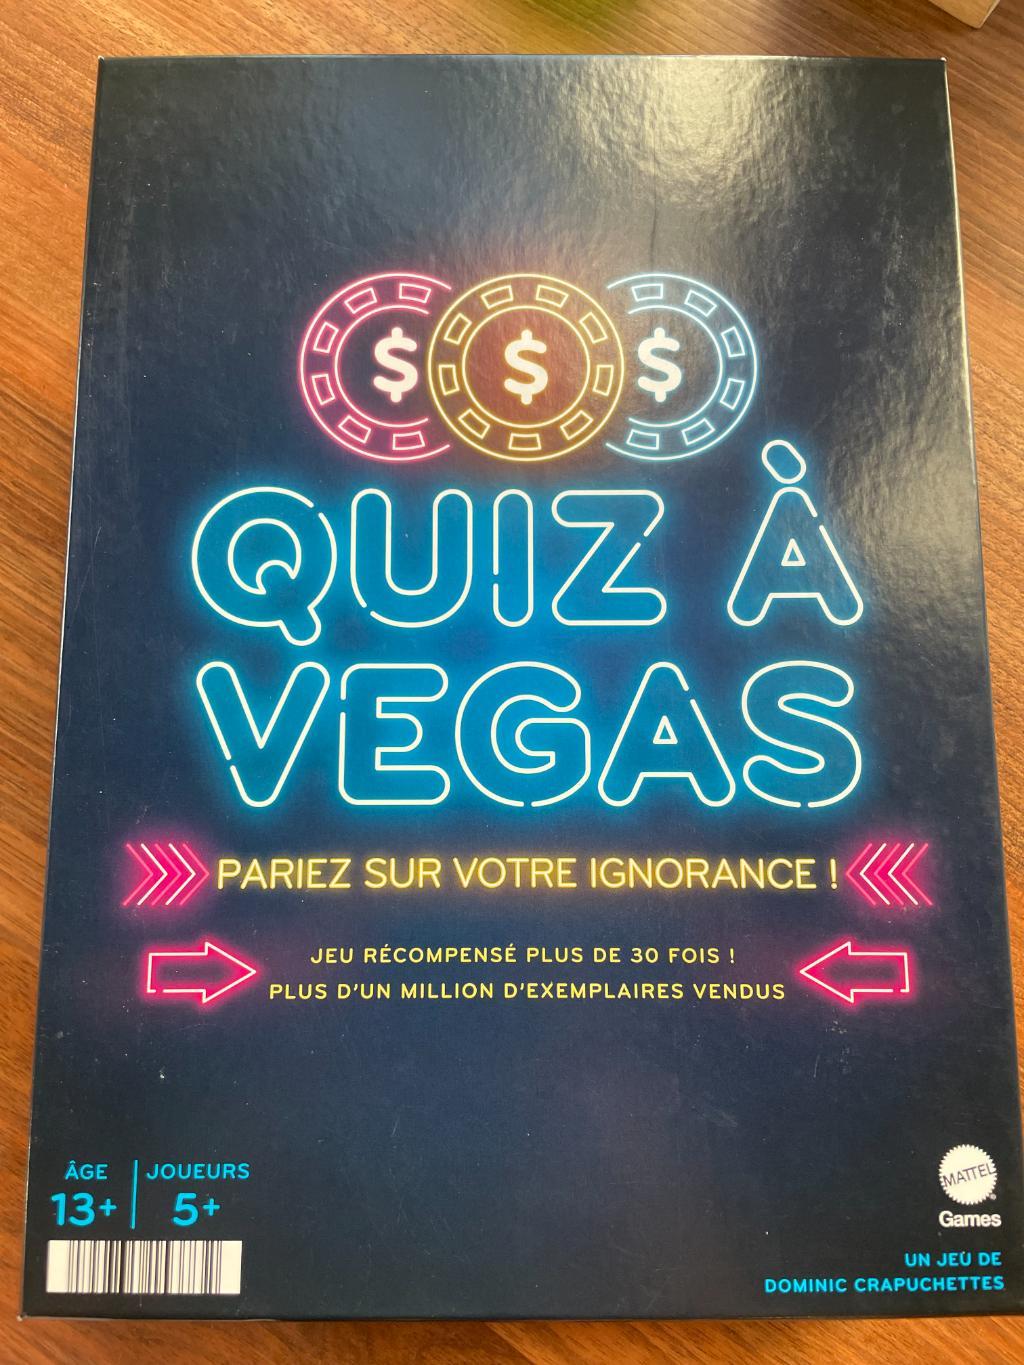 $ $ $
QUIZ À
VEGAS
PARIEZ SUR VOTRE IGNORANCE !
JEU RÉCOMPENSÉ PLUS DE 30 FOIS !
PLUS D'UN MILLION D'EXEMPLAIRES VENDUS
ÂGE
13+
JOUEURS
5+
MATTEL
Games
UN JEU DE
DOMINIC CRAPUCHETTES